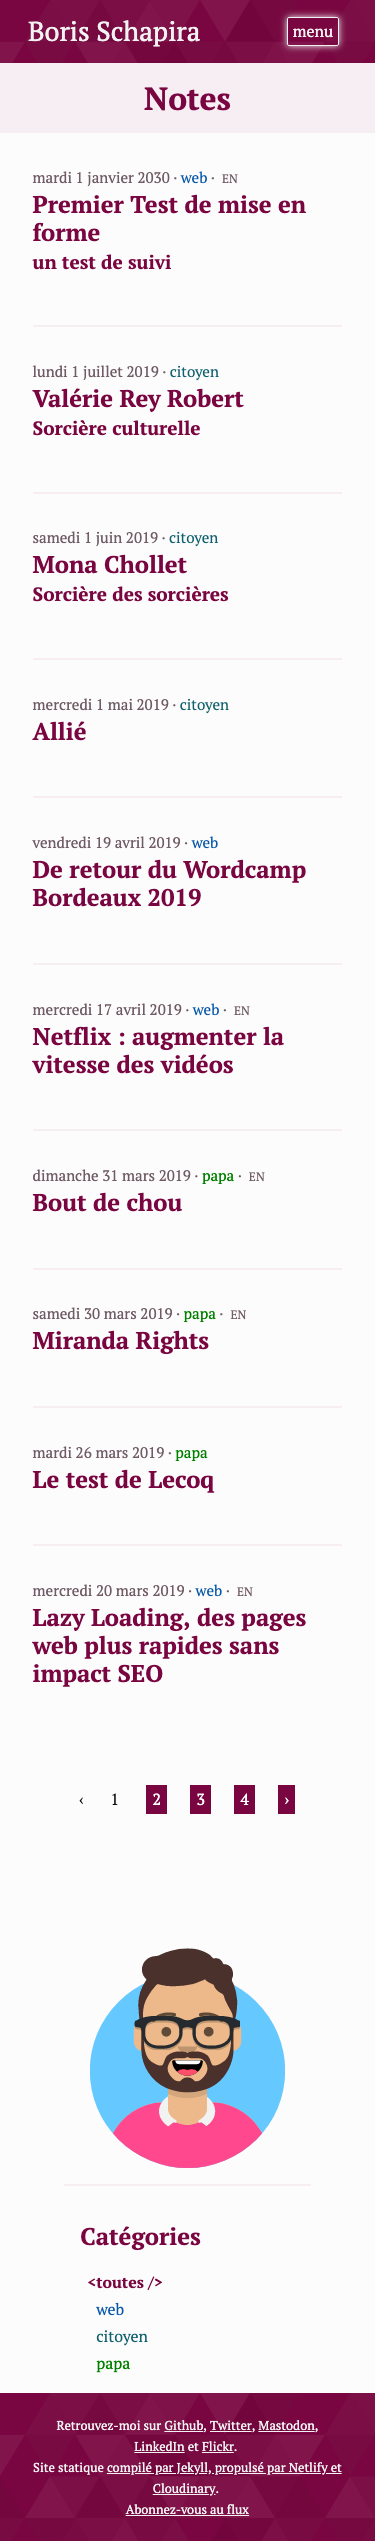 Boris Schapira
menu
Notes
mardi 1 janvier 2030 · web · EN
Premier Test de mise en
forme
un test de suivi
lundi 1 juillet 2019 · citoyen
Valérie Rey Robert
Sorcière culturelle
samedi 1 juin 2019 · citoyen
Mona Chollet
Sorcière des sorcières
mercredi 1 mai 2019 · citoyen
Allié
vendredi 19 avril 2019 · web
De retour du Wordcamp
Bordeaux 2019
mercredi 17 avril 2019 · web · EN
Netflix : augmenter la
vitesse des vidéos
dimanche 31 mars 2019 · papa · EN
Bout de chou
samedi 30 mars 2019 · papa · EN
Miranda Rights
mardi 26 mars 2019 · papa
Le test de Lecoq
mercredi 20 mars 2019 · web · EN
Lazy Loading, des pages
web plus rapides sans
impact SEO
‹ 1 2 3 4 ›
Catégories
<toutes />
web
citoyen
papa
Retrouvez-moi sur Github, Twitter, Mastodon,
LinkedIn et Flickr.
Site statique compilé par Jekyll, propulsé par Netlify et
Cloudinary.
Abonnez-vous au flux